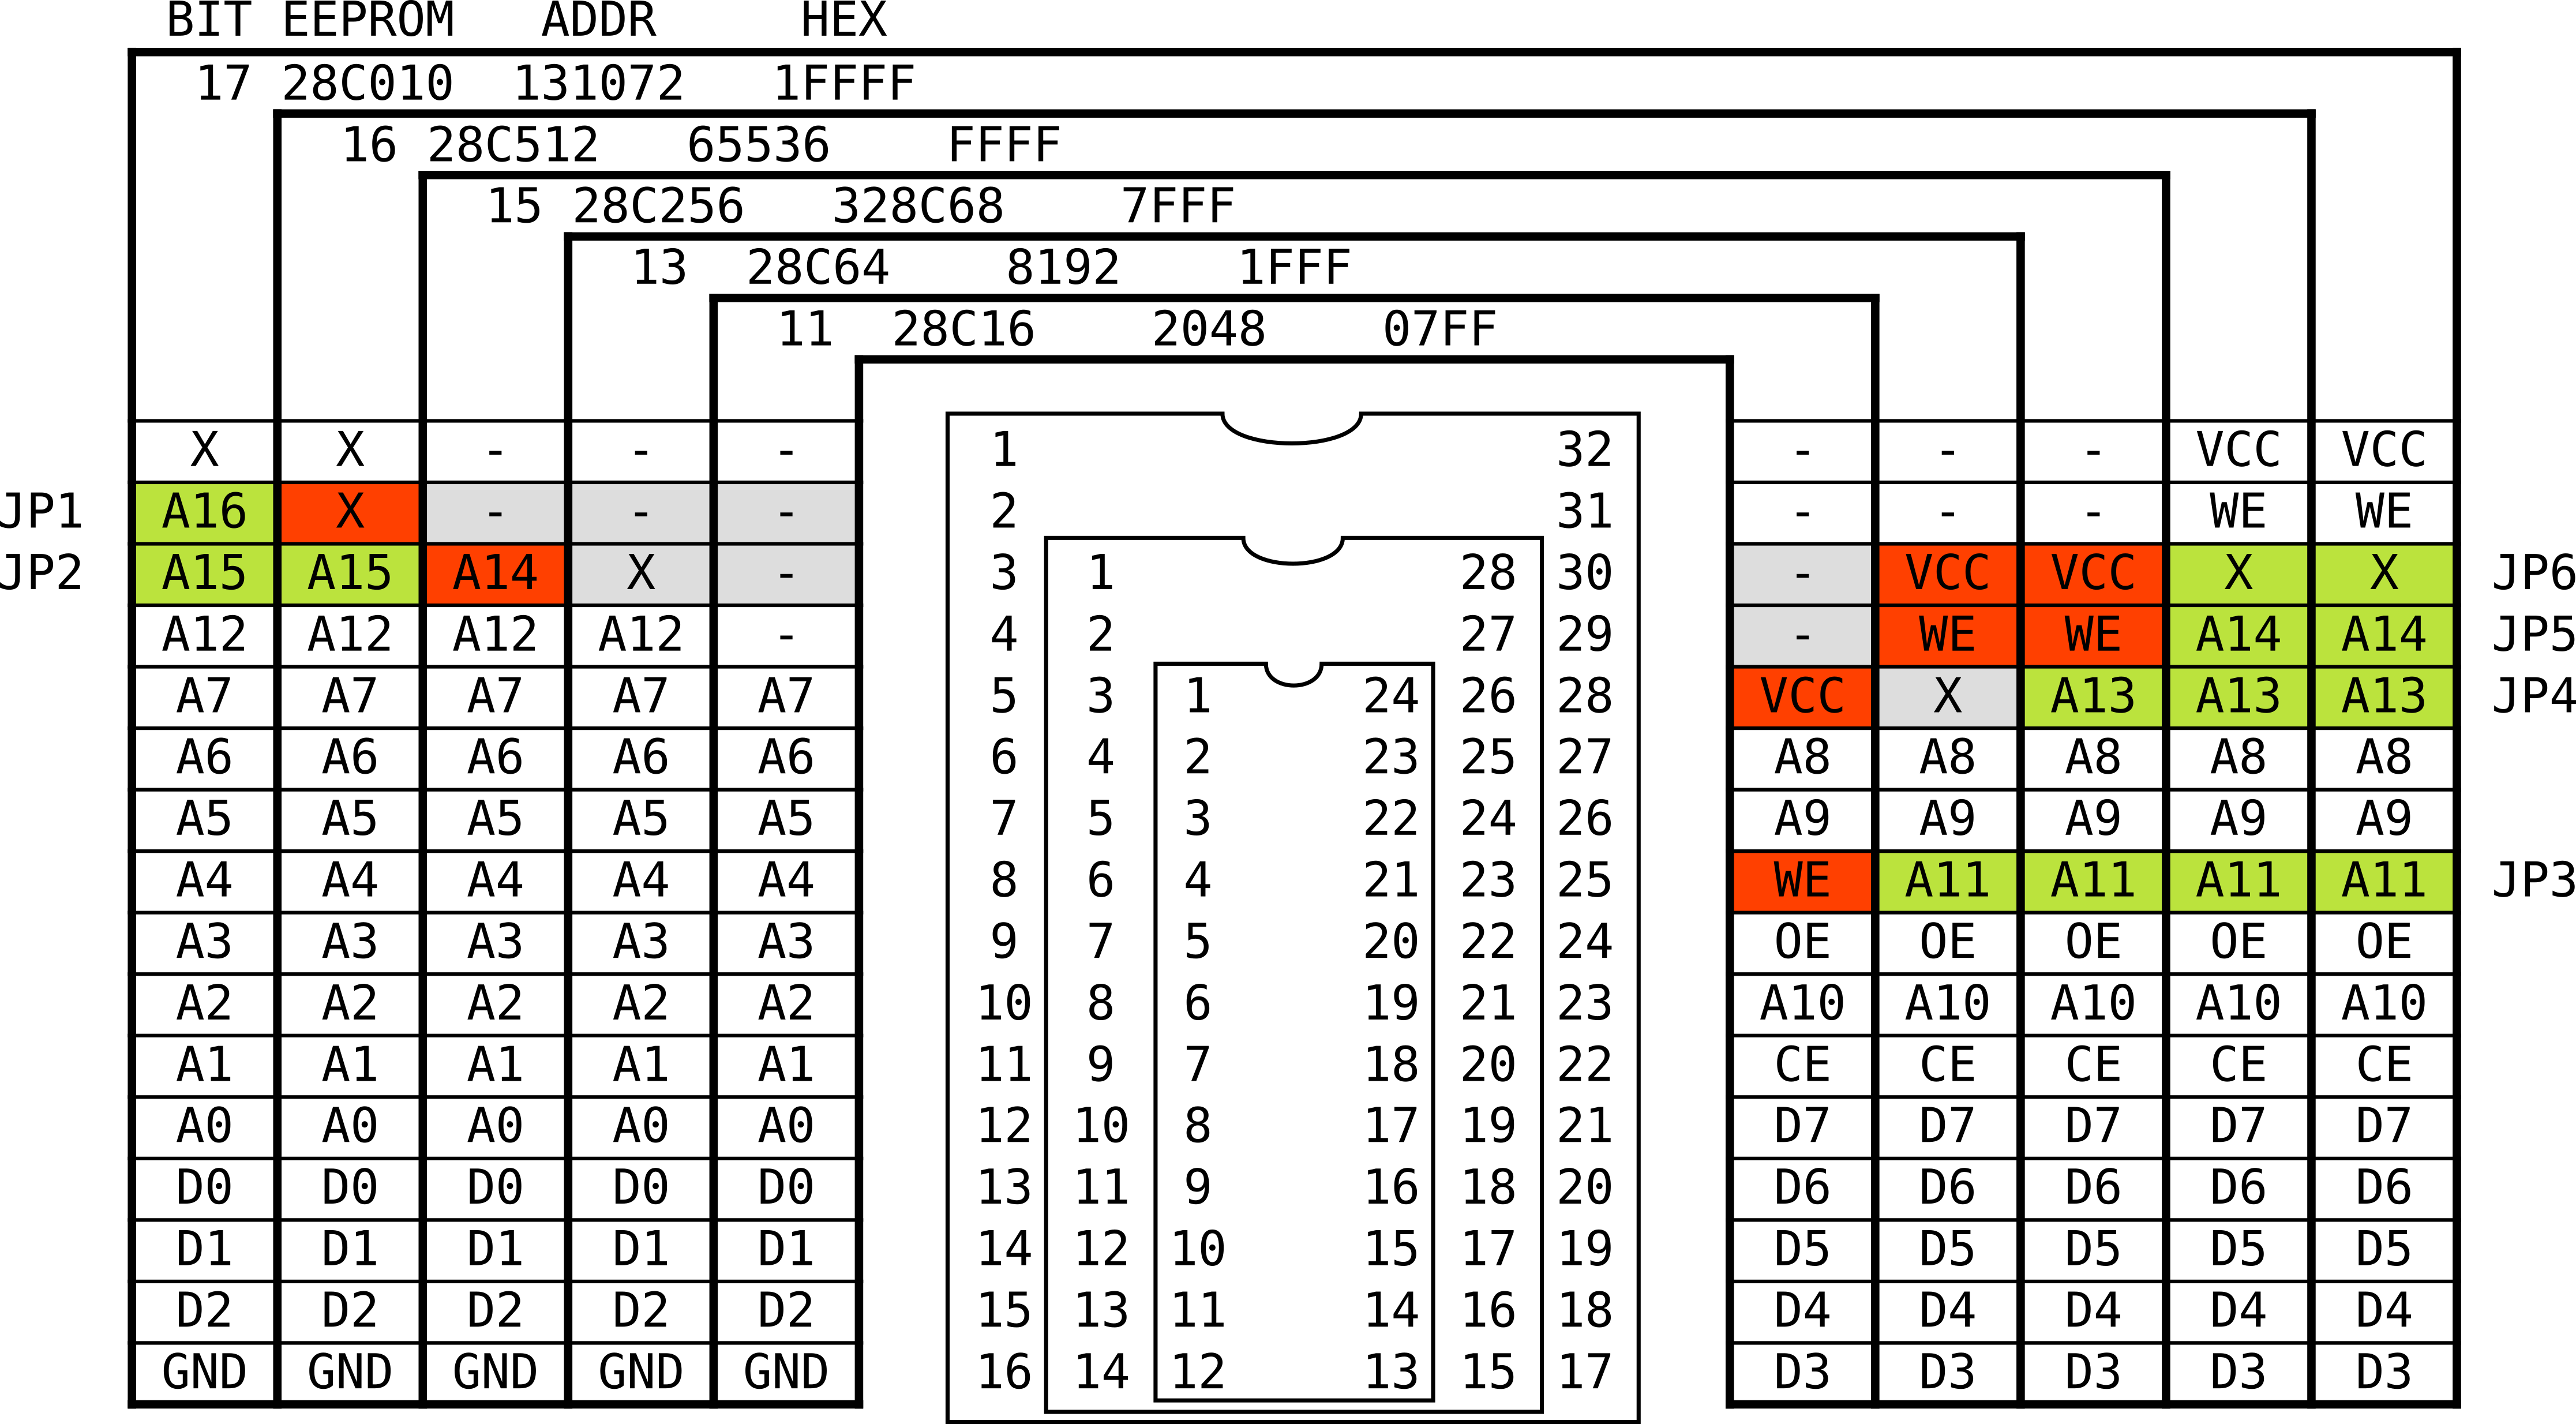 BIT EEPROM ADDR HEX
17 28C010 131072 1FFFF
16 28C512 65536 FFFF
15 28C256 328C68 7FFF
13 28C64 8192 1FFF
11 28C16 2048 07FF
X X - - - 1 32 - - - VCC VCC
JP1 A16 X - - - 2 31 - - - WE WE
JP2 A15 A15 A14 X - 3 1 28 30 - VCC VCC X X JP6
A12 A12 A12 A12 - 4 2 27 29 - WE WE A14 A14 JP5
A7 A7 A7 A7 A7 5 3 1 24 26 28 VCC X A13 A13 A13 JP4
A6 A6 A6 A6 A6 6 4 2 23 25 27 A8 A8 A8 A8 A8
A5 A5 A5 A5 A5 7 5 3 22 24 26 A9 A9 A9 A9 A9
A4 A4 A4 A4 A4 8 6 4 21 23 25 WE A11 A11 A11 A11 JP3
A3 A3 A3 A3 A3 9 7 5 20 22 24 OE OE OE OE OE
A2 A2 A2 A2 A2 10 8 6 19 21 23 A10 A10 A10 A10 A10
A1 A1 A1 A1 A1 11 9 7 18 20 22 CE CE CE CE CE
A0 A0 A0 A0 A0 12 10 8 17 19 21 D7 D7 D7 D7 D7
D0 D0 D0 D0 D0 13 11 9 16 18 20 D6 D6 D6 D6 D6
D1 D1 D1 D1 D1 14 12 10 15 17 19 D5 D5 D5 D5 D5
D2 D2 D2 D2 D2 15 13 11 14 16 18 D4 D4 D4 D4 D4
GND GND GND GND GND 16 14 12 13 15 17 D3 D3 D3 D3 D3